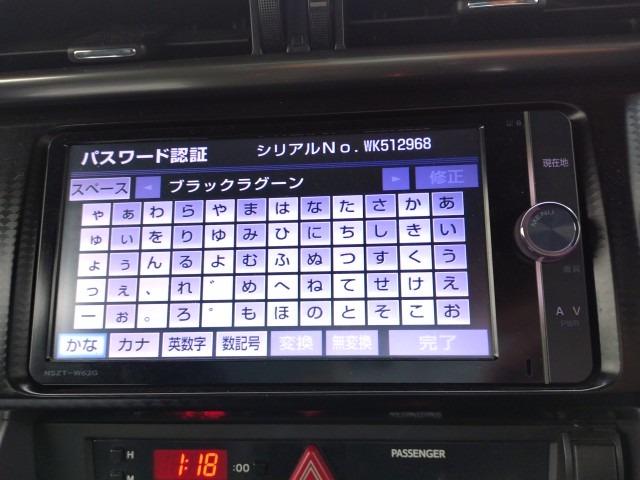 パスワード認証 シリアルNo.WK512968
スペース ◄ ブラックラグーン ► 修正
ゃ ぁ わ ら や ま は な た さ か あ
ゅ ぃ を り ゆ み ひ に ち し き い
ょ ぅ ん る よ む ふ ぬ つ す く う
っ ぇ 、 れ ゛ め へ ね て せ け え
ー ぉ 。 ろ ゜ も ほ の と そ こ お
かな カナ 英数字 数記号 変換 無変換 完了
現在地
MENU
画質
A V
PWR
NSZT-W62G
H 1:18 :00
M
PASSENGER